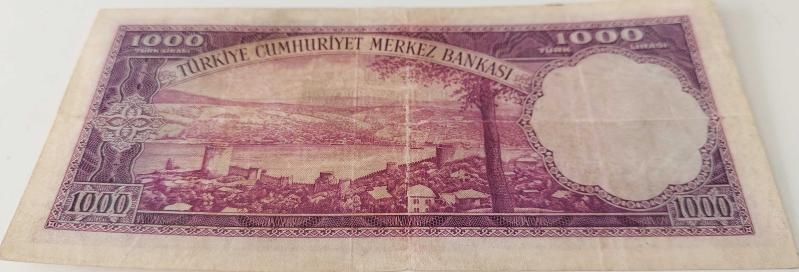 1000 1000
TÜRK LİRASI TÜRK LİRASI
TÜRKİYE CUMHURİYET MERKEZ BANKASI
1000 1000